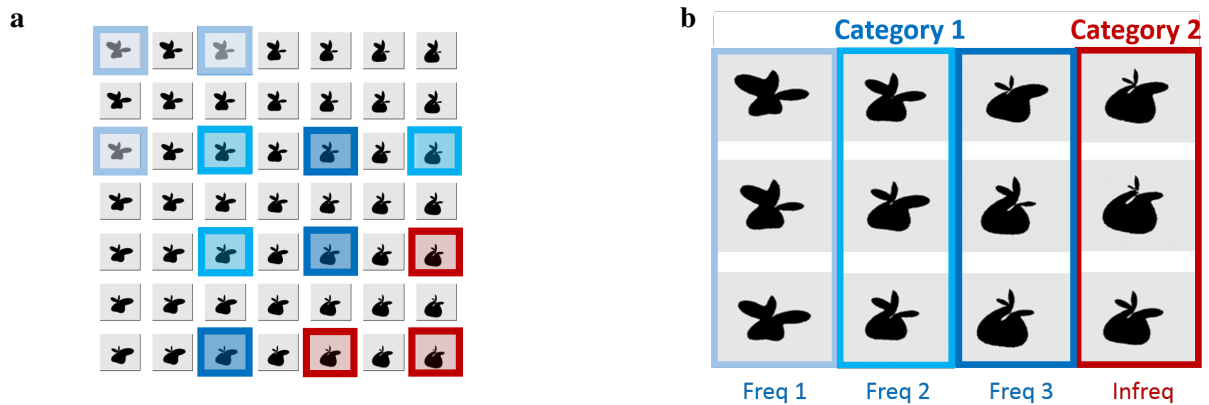 a
b
Category 1
Category 2
Freq 1
Freq 2
Freq 3
Infreq